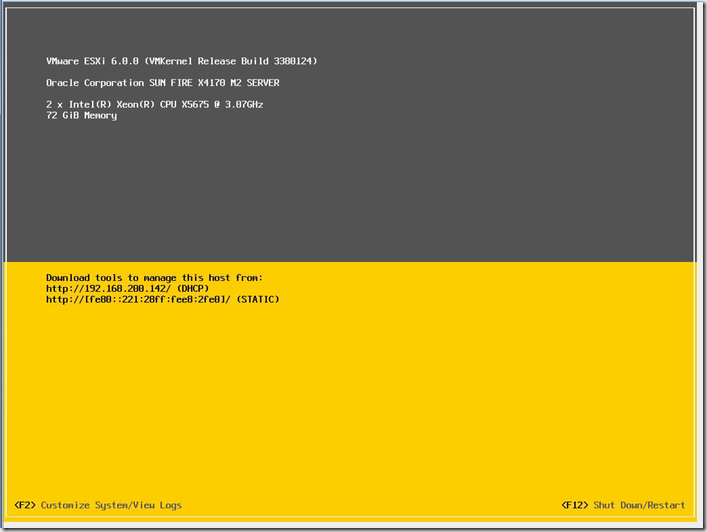 VMware ESXi 6.0.0 (VMKernel Release Build 3380124)
Oracle Corporation SUN FIRE X4170 M2 SERVER
2 x Intel(R) Xeon(R) CPU X5675 @ 3.07GHz
72 GiB Memory
Download tools to manage this host from:
http://192.168.200.142/ (DHCP)
http://[fe80::221:28ff:fee8:2fe0]/ (STATIC)
<F2> Customize System/View Logs
<F12> Shut Down/Restart